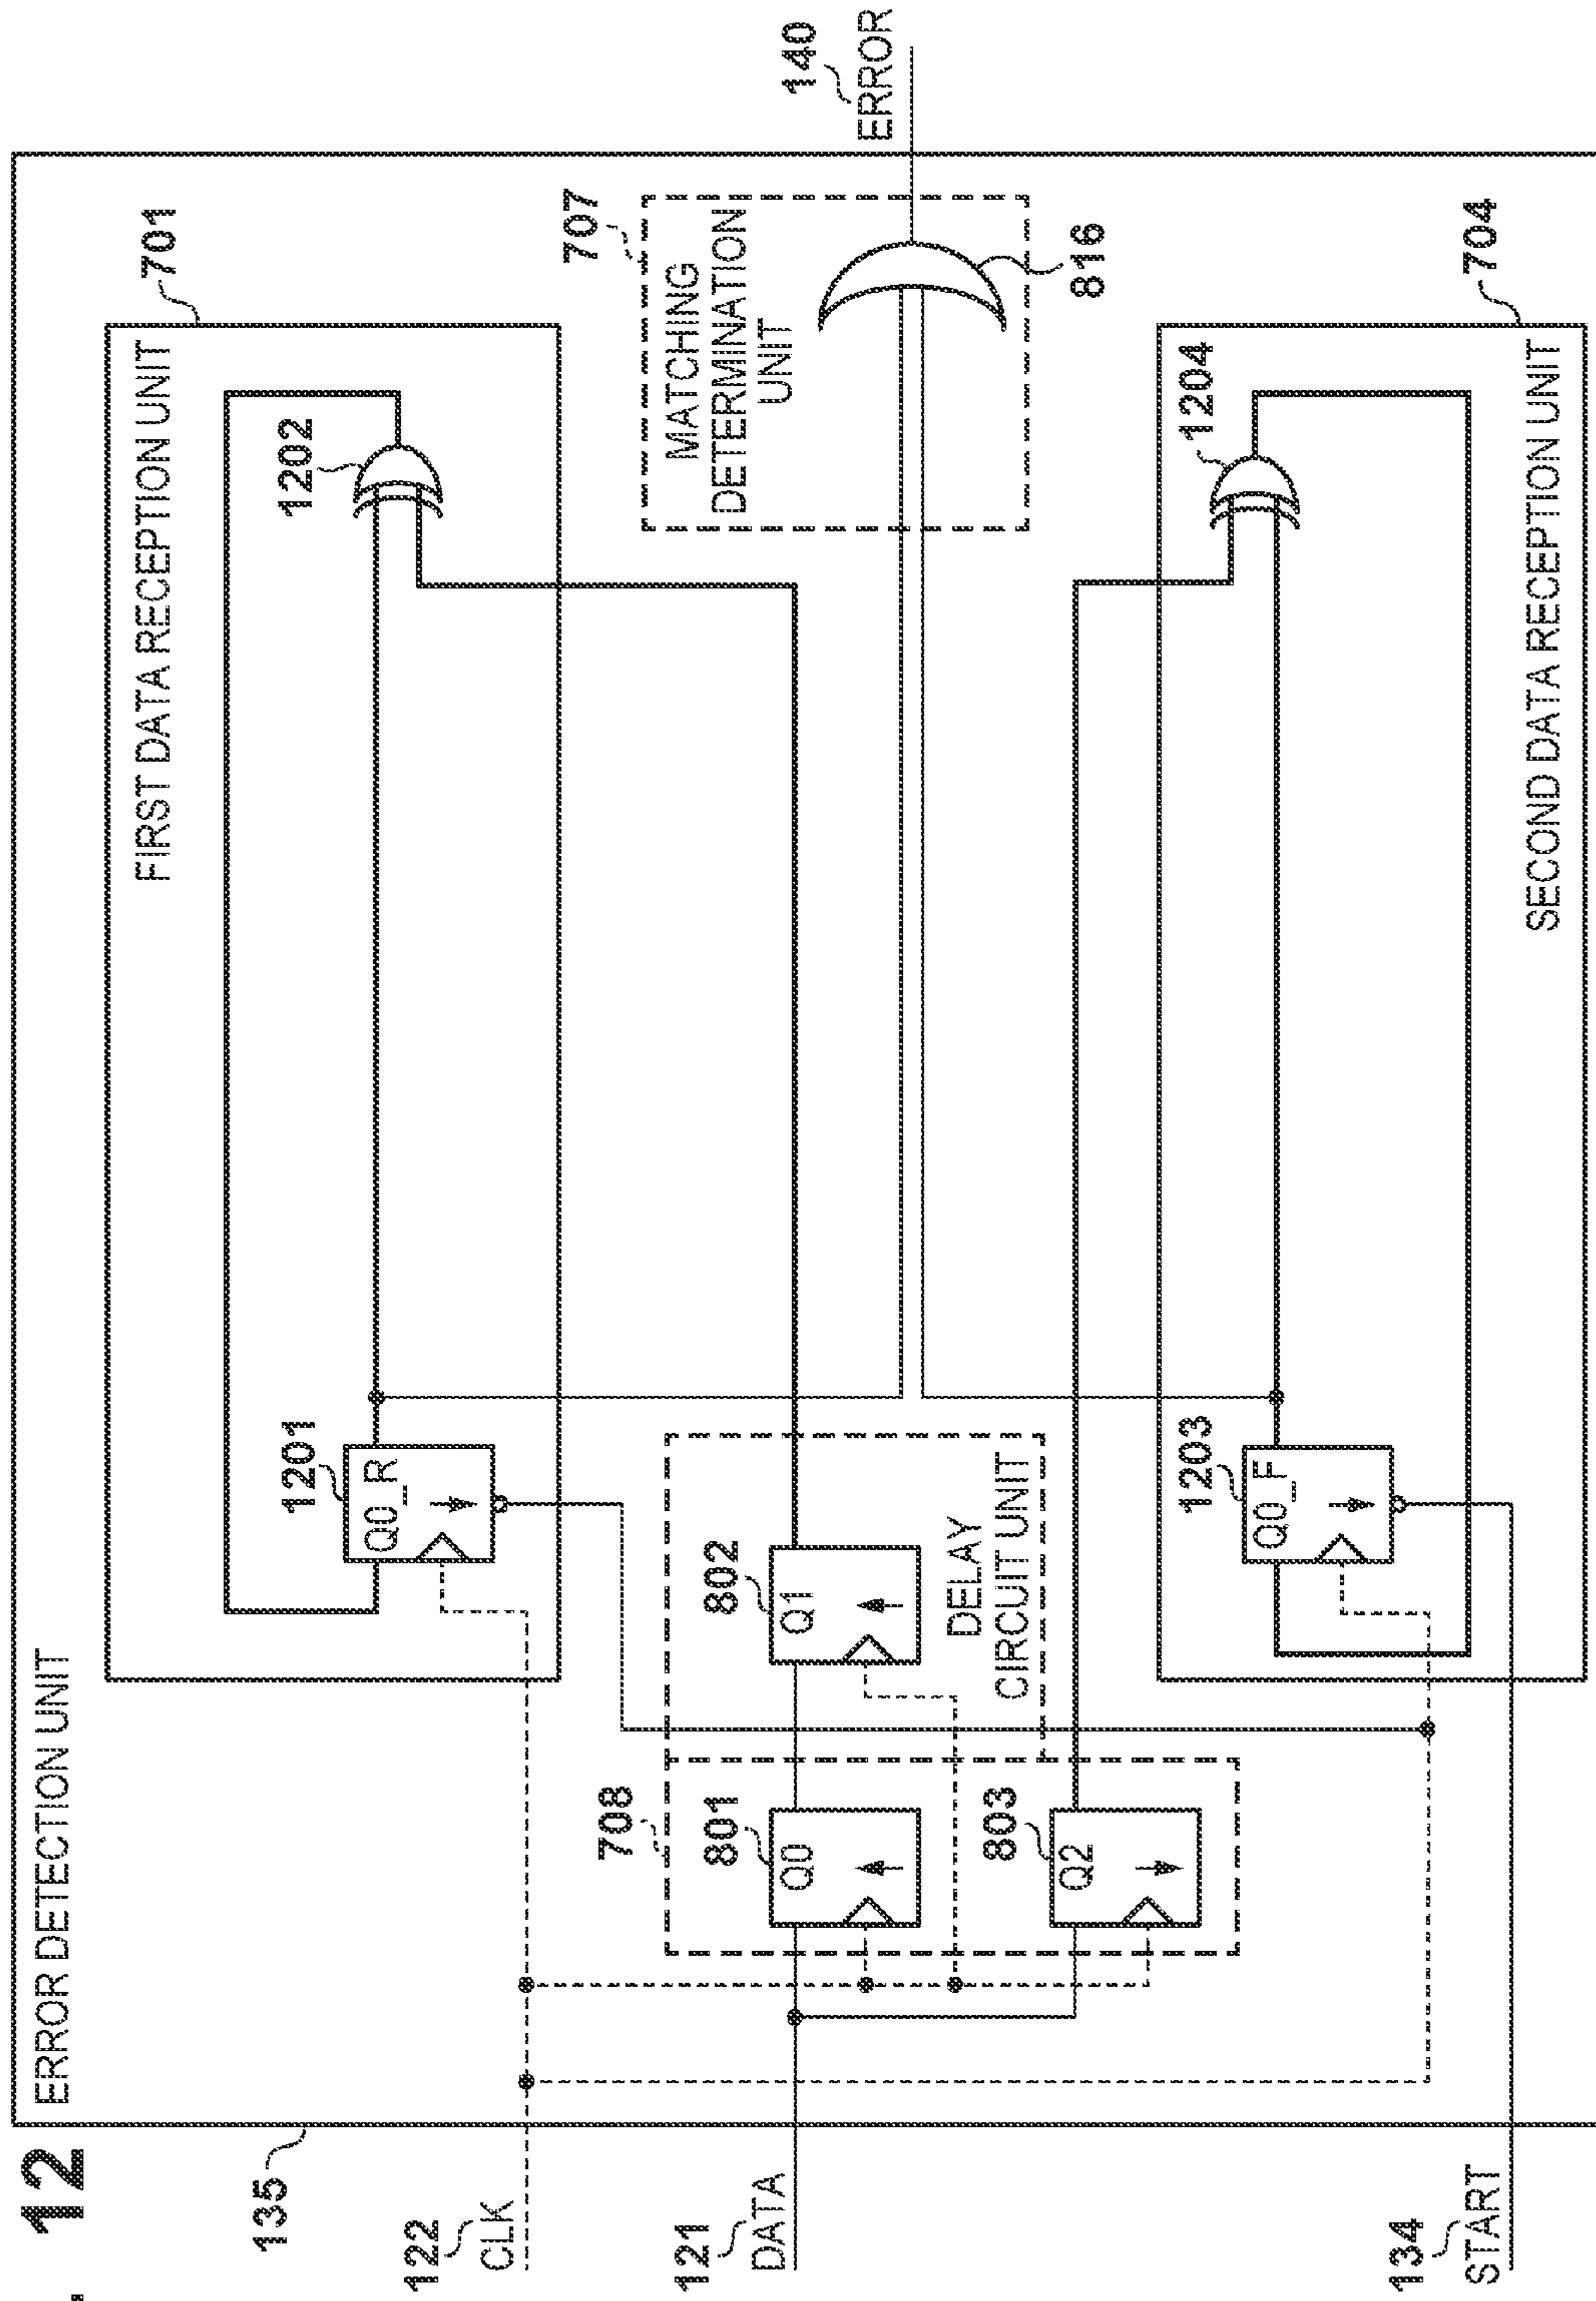 . 12
ERROR DETECTION UNIT
135
122
CLK
121
DATA
134
START
FIRST DATA RECEPTION UNIT
701
1201
Q0_R
1202
708
801
Q0
802
Q1
803
Q2
DELAY
CIRCUIT UNIT
707
MATCHING
DETERMINATION
UNIT
816
140
ERROR
1203
Q0_F
1204
704
SECOND DATA RECEPTION UNIT